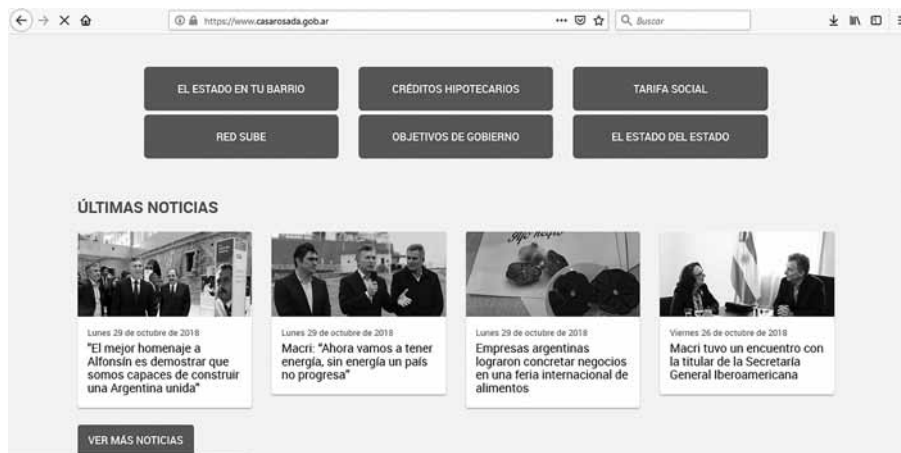 https://www.casarosada.gob.ar
Buscar
EL ESTADO EN TU BARRIO
CRÉDITOS HIPOTECARIOS
TARIFA SOCIAL
RED SUBE
OBJETIVOS DE GOBIERNO
EL ESTADO DEL ESTADO
ÚLTIMAS NOTICIAS
Lunes 29 de octubre de 2018
"El mejor homenaje a
Alfonsín es demostrar que
somos capaces de construir
una Argentina unida"
Lunes 29 de octubre de 2018
Macri: “Ahora vamos a tener
energía, sin energía un país
no progresa”
Lunes 29 de octubre de 2018
Empresas argentinas
lograron concretar negocios
en una feria internacional de
alimentos
Viernes 26 de octubre de 2018
Macri tuvo un encuentro con
la titular de la Secretaría
General Iberoamericana
VER MÁS NOTICIAS